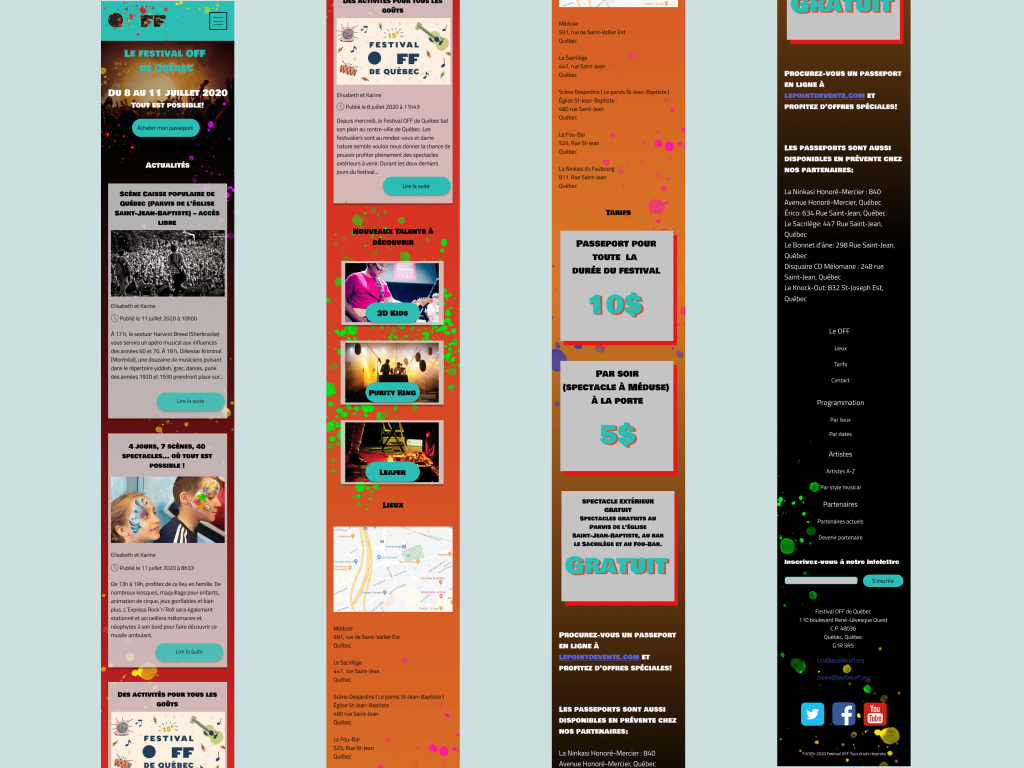 OFF
Le festival OFF
de Québec
Du 8 au 11 juillet 2020
tout est possible!
Acheter mon passeport
Actualités
Scène Caisse populaire de
Québec (parvis de l'église
Saint-Jean-Baptiste) – accès
libre
Elisabeth et Karine
Publié le 11 juillet 2020 à 10h00
À 17 h, le sextuor Harvest Breed (Sherbrooke)
vous servira un apéro musical aux influences
des années 60 et 70. À 19 h, Orkestar Kriminal
(Montréal), une douzaine de musiciens puisant
dans le répertoire yiddish, grec, danois, punk
des années 1920 et 1930 prendront place sur...
Lire la suite
4 jours, 7 scènes, 40
spectacles... où tout est
possible !
Elisabeth et Karine
Publié le 11 juillet 2020 à 8h33
De 13h à 19h, profitez de ce lieu en famille. De
nombreux kiosques, maquillage pour enfants,
animation de cirque, jeux gonflables et bien
plus. L'Express Rock'n'Roll sera également
stationné et accueillera mélomanes et
néophytes à son bord pour faire découvrir ce
musée ambulant.
Lire la suite
Des activités pour tous les
goûts
15e
FESTIVAL
OFF
DE QUÉBEC
Des activités pour tous les
goûts
15e
FESTIVAL
OFF
DE QUÉBEC
Elisabeth et Karine
Publié le 8 juillet 2020 à 11h43
Depuis mercredi, le Festival OFF de Québec bat
son plein au centre-ville de Québec. Les
festivaliers sont au rendez-vous et dame
nature semble vouloir nous donner la chance de
pouvoir profiter pleinement des spectacles
extérieurs à venir. Durant les deux derniers
jours du festival...
Lire la suite
Nouveaux Talents À
découvrir
3D Kids
Purity Ring
Leafer
Lieux
Méduse
591, rue de Saint-Vallier Est
Québec
Le Sacrilège
447, rue Saint-Jean
Québec
Scène Desjardins ( Le parvis St-Jean-Baptiste )
Église St-Jean-Baptiste
480 rue Saint-Jean
Québec
Le Fou-Bar
525, Rue St-Jean
Québec
Méduse
591, rue de Saint-Vallier Est
Québec
Le Sacrilège
447, rue Saint-Jean
Québec
Scène Desjardins ( Le parvis St-Jean-Baptiste )
Église St-Jean-Baptiste
480 rue Saint-Jean
Québec
Le Fou-Bar
525, Rue St-Jean
Québec
La Ninkasi du Faubourg
811, Rue Saint-Jean
Québec
Tarifs
Passeport pour
toute la
durée du festival
10$
Par soir
(spectacle à Méduse)
À la porte
5$
spectacle extérieur
gratuit
Spectacles gratuits au
Parvis de l'église
Saint-Jean-Baptiste, au bar
le Sacrilège et au Fou-Bar.
Gratuit
Procurez-vous un passeport
en ligne à
lepointdevente.com et
profitez d'offres spéciales!
Les passeports sont aussi
disponibles en prévente chez
nos partenaires:
La Ninkasi Honoré-Mercier : 840
Avenue Honoré-Mercier, Québec
Gratuit
Procurez-vous un passeport
en ligne à
lepointdevente.com et
profitez d'offres spéciales!
Les passeports sont aussi
disponibles en prévente chez
nos partenaires:
La Ninkasi Honoré-Mercier : 840
Avenue Honoré-Mercier, Québec
Érico: 634 Rue Saint-Jean, Québec
Le Sacrilège: 447 Rue Saint-Jean,
Québec
Le Bonnet d'âne: 298 Rue Saint-Jean,
Québec
Disquaire CD Mélomane : 248 rue
Saint-Jean, Québec
Le Knock-Out: 832 St-Joseph Est,
Québec
Le OFF
Lieux
Tarifs
Contact
Programmation
Par lieux
Par dates
Artistes
Artistes A-Z
Par style musical
Partenaires
Partenaires actuels
Devenir partenaire
Inscrivez-vous à notre infolettre
S'inscrire
Festival OFF de Québec
110 boulevard René-Lévesque Ouest
C.P. 48036
Québec, Québec
G1R 5R5
info@quebecoff.org
media@quebecoff.org
You
Tube
©2005-2020 Festival OFF Tous droits réservés